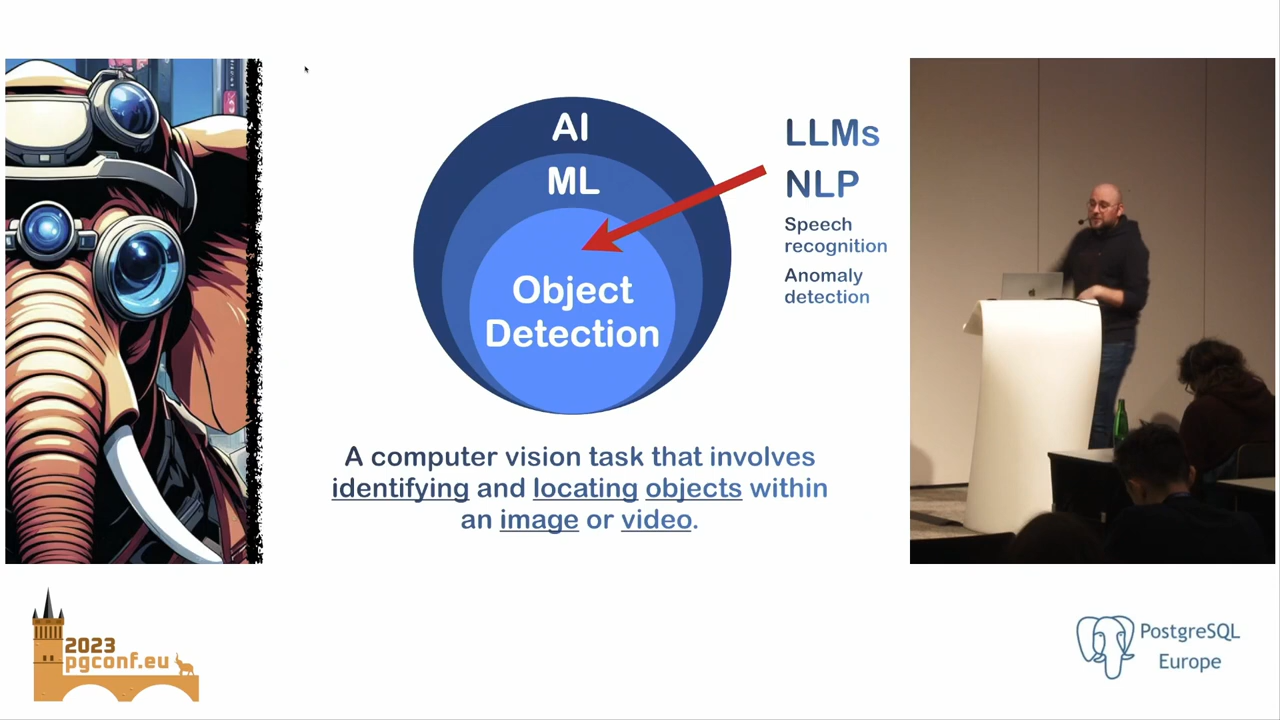 AI
ML
Object
Detection
LLMs
NLP
Speech
recognition
Anomaly
detection
A computer vision task that involves
identifying and locating objects within
an image or video.
2023
pgconf.eu
PostgreSQL
Europe